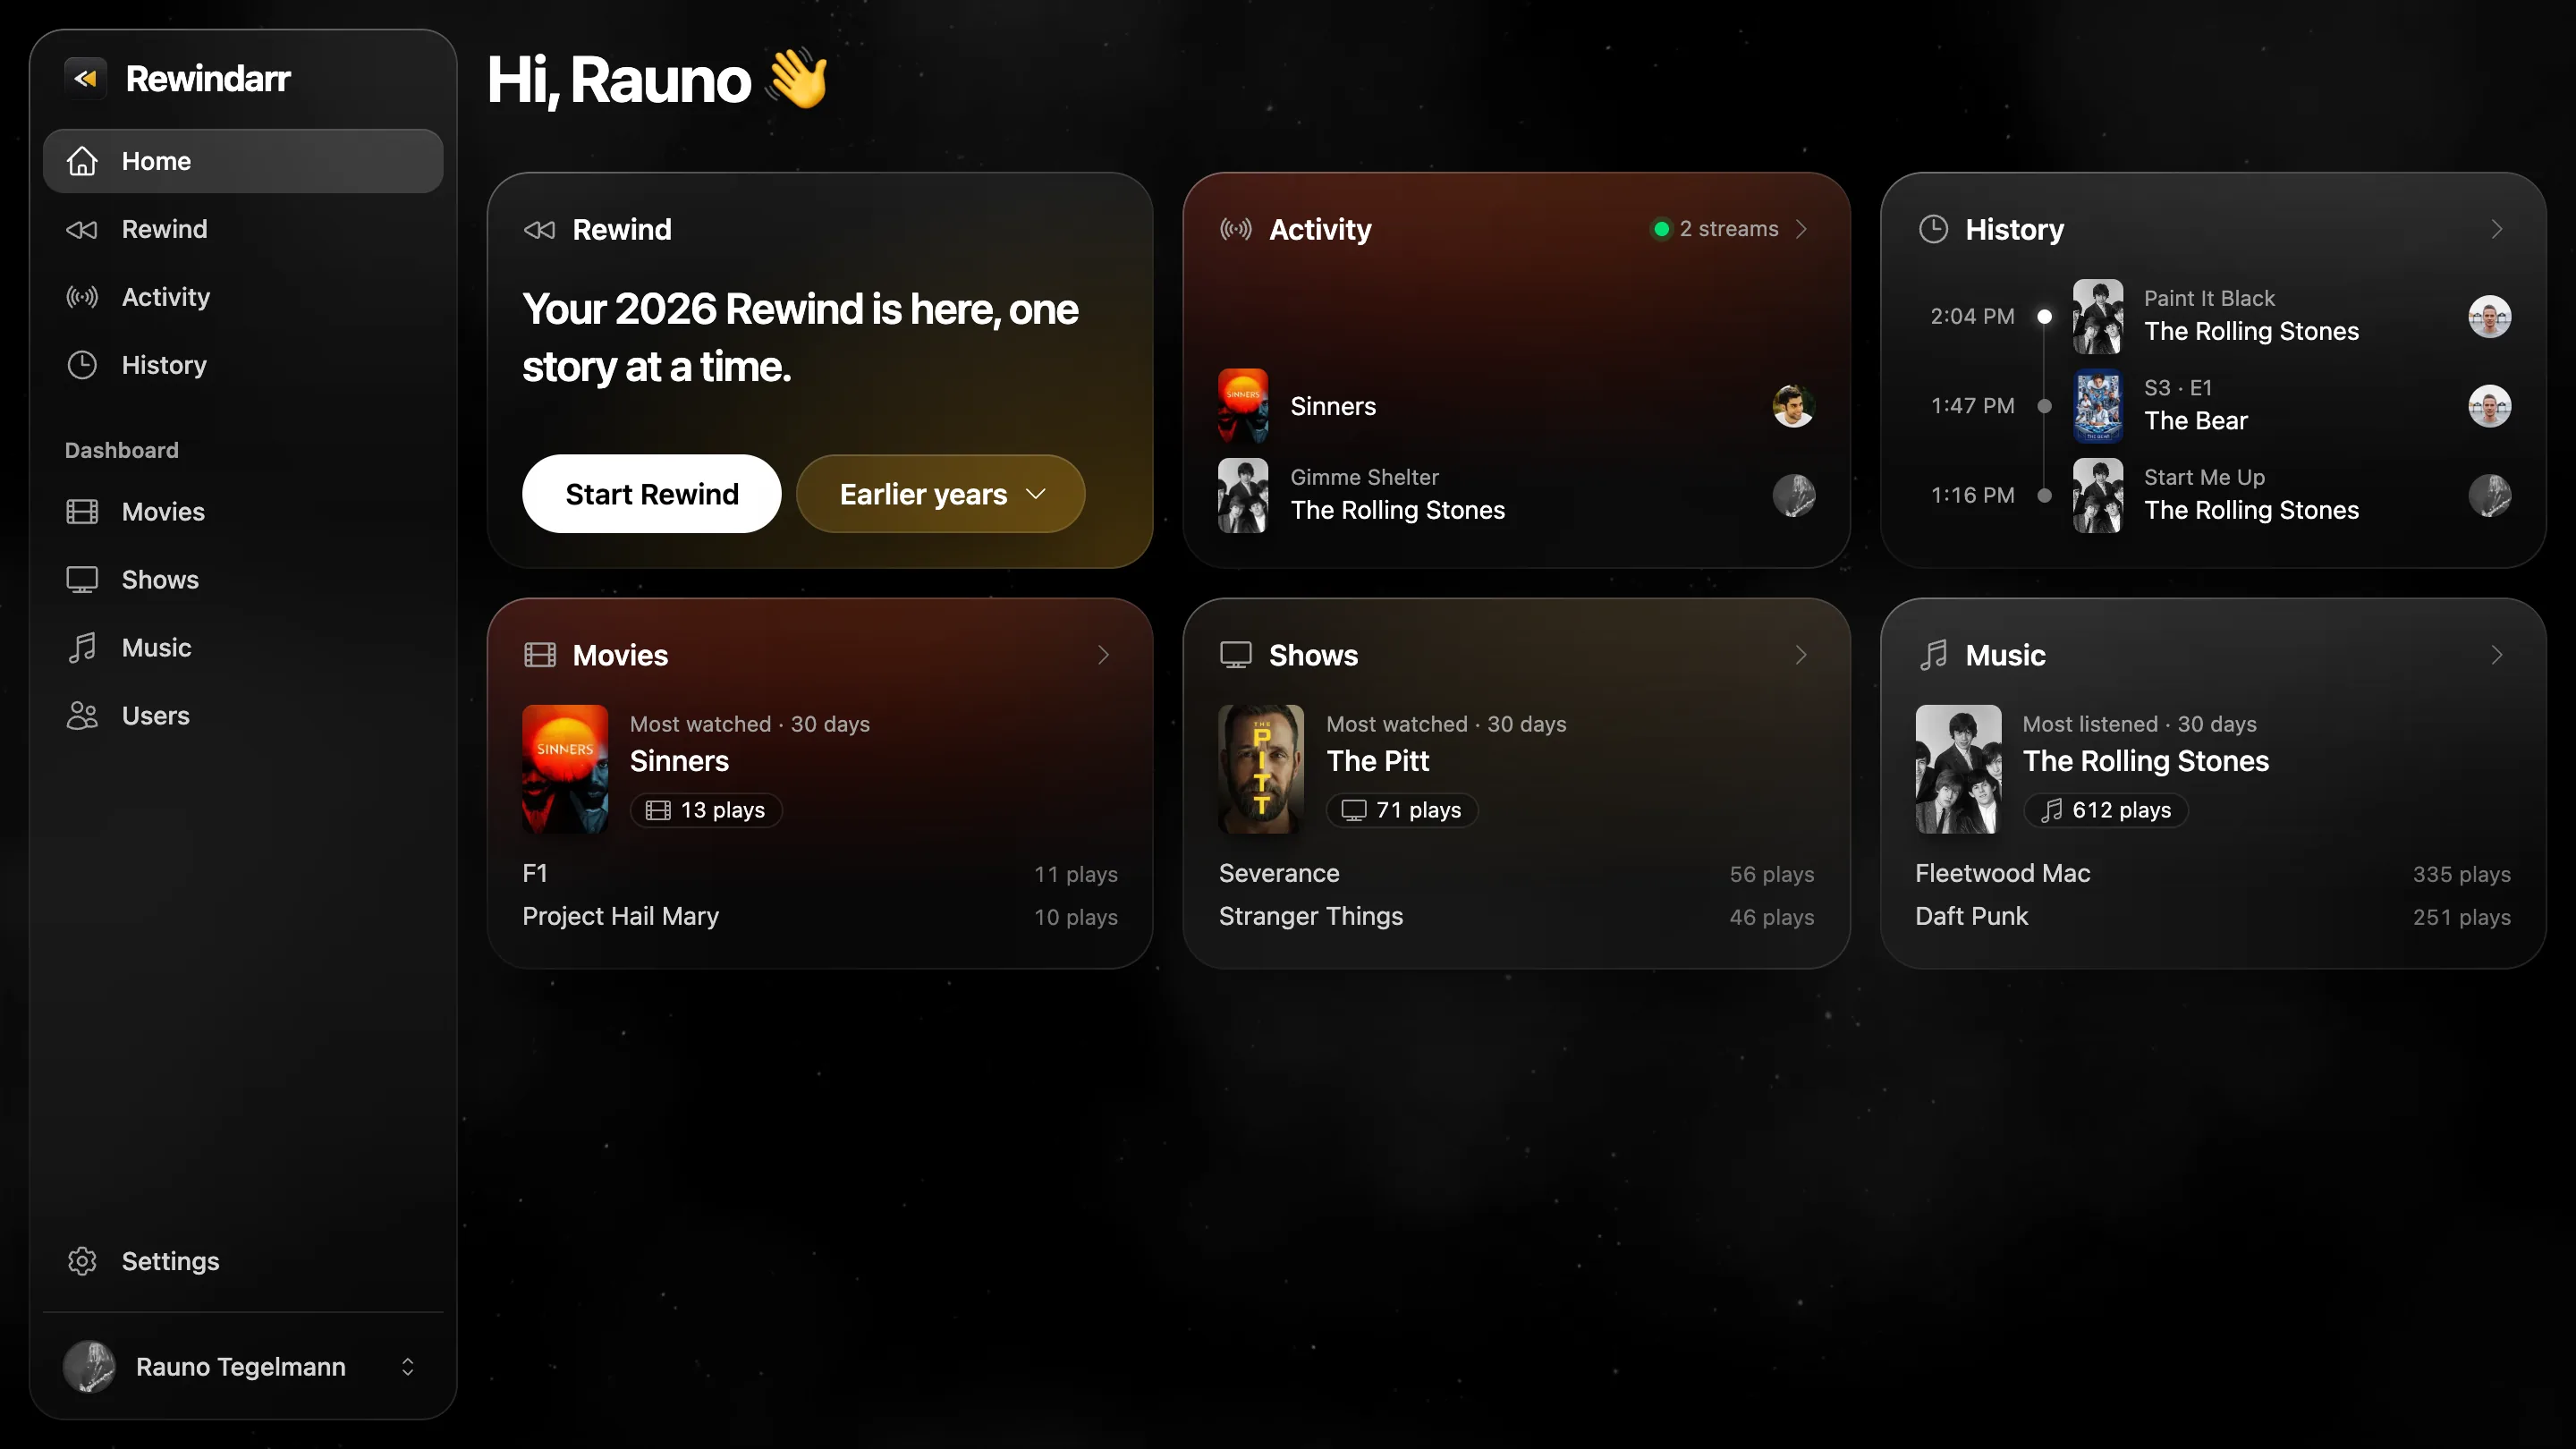 Rewindarr
Home
Rewind
Activity
History
Dashboard
Movies
Shows
Music
Users
Settings
Rauno Tegelmann
Hi, Rauno 👋
Rewind
Your 2026 Rewind is here, one
story at a time.
Start Rewind
Earlier years
Activity
2 streams
SINNERS
Sinners
Gimme Shelter
The Rolling Stones
History
2:04 PM
Paint It Black
The Rolling Stones
1:47 PM
S3 · E1
The Bear
THE BEAR
1:16 PM
Start Me Up
The Rolling Stones
Movies
SINNERS
Most watched · 30 days
Sinners
13 plays
F1 11 plays
Project Hail Mary 10 plays
Shows
THE
PITT
Most watched · 30 days
The Pitt
71 plays
Severance 56 plays
Stranger Things 46 plays
Music
Most listened · 30 days
The Rolling Stones
612 plays
Fleetwood Mac 335 plays
Daft Punk 251 plays